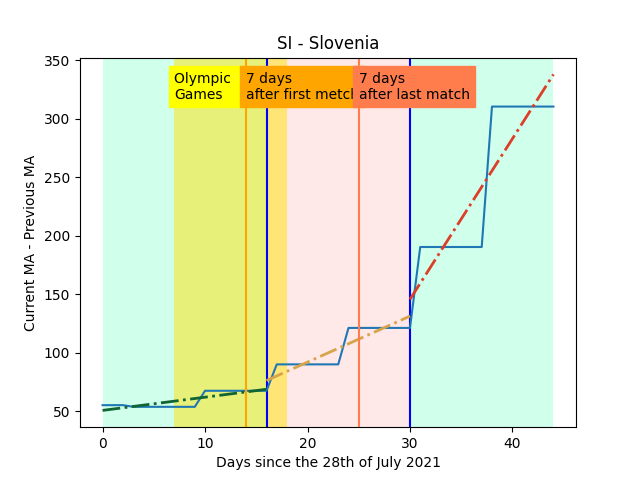 SI - Slovenia
Olympic
Games
7 days
after first metch
7 days
after last match
Current MA - Previous MA
350
300
250
200
150
100
50
0
10
20
30
40
Days since the 28th of July 2021